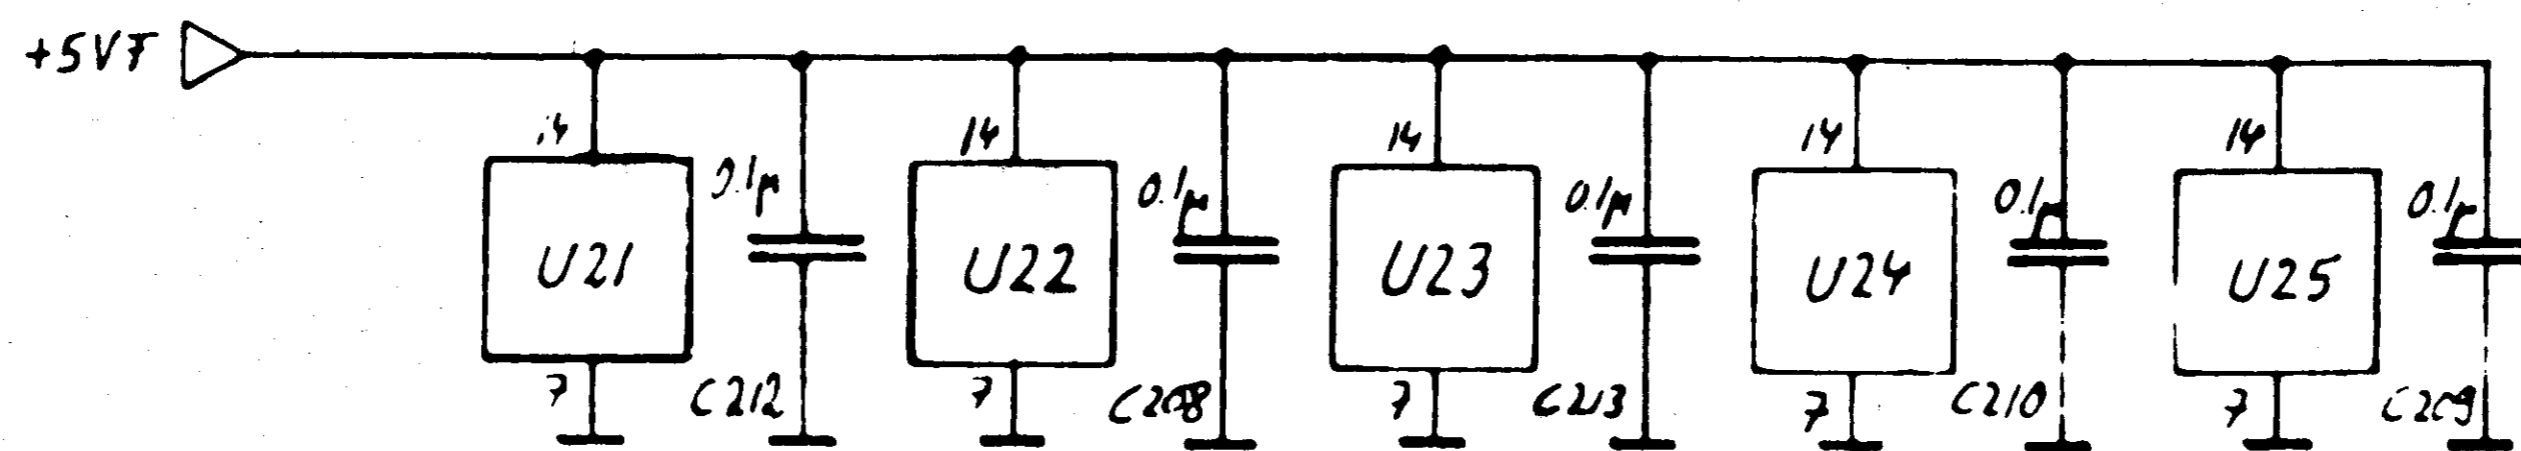 +5VT
14 14 14 14 14
0.1µ 0.1µ 0.1µ 0.1µ 0.1µ
U21 U22 U23 U24 U25
7 C212 7 C208 7 C213 7 C210 7 C209